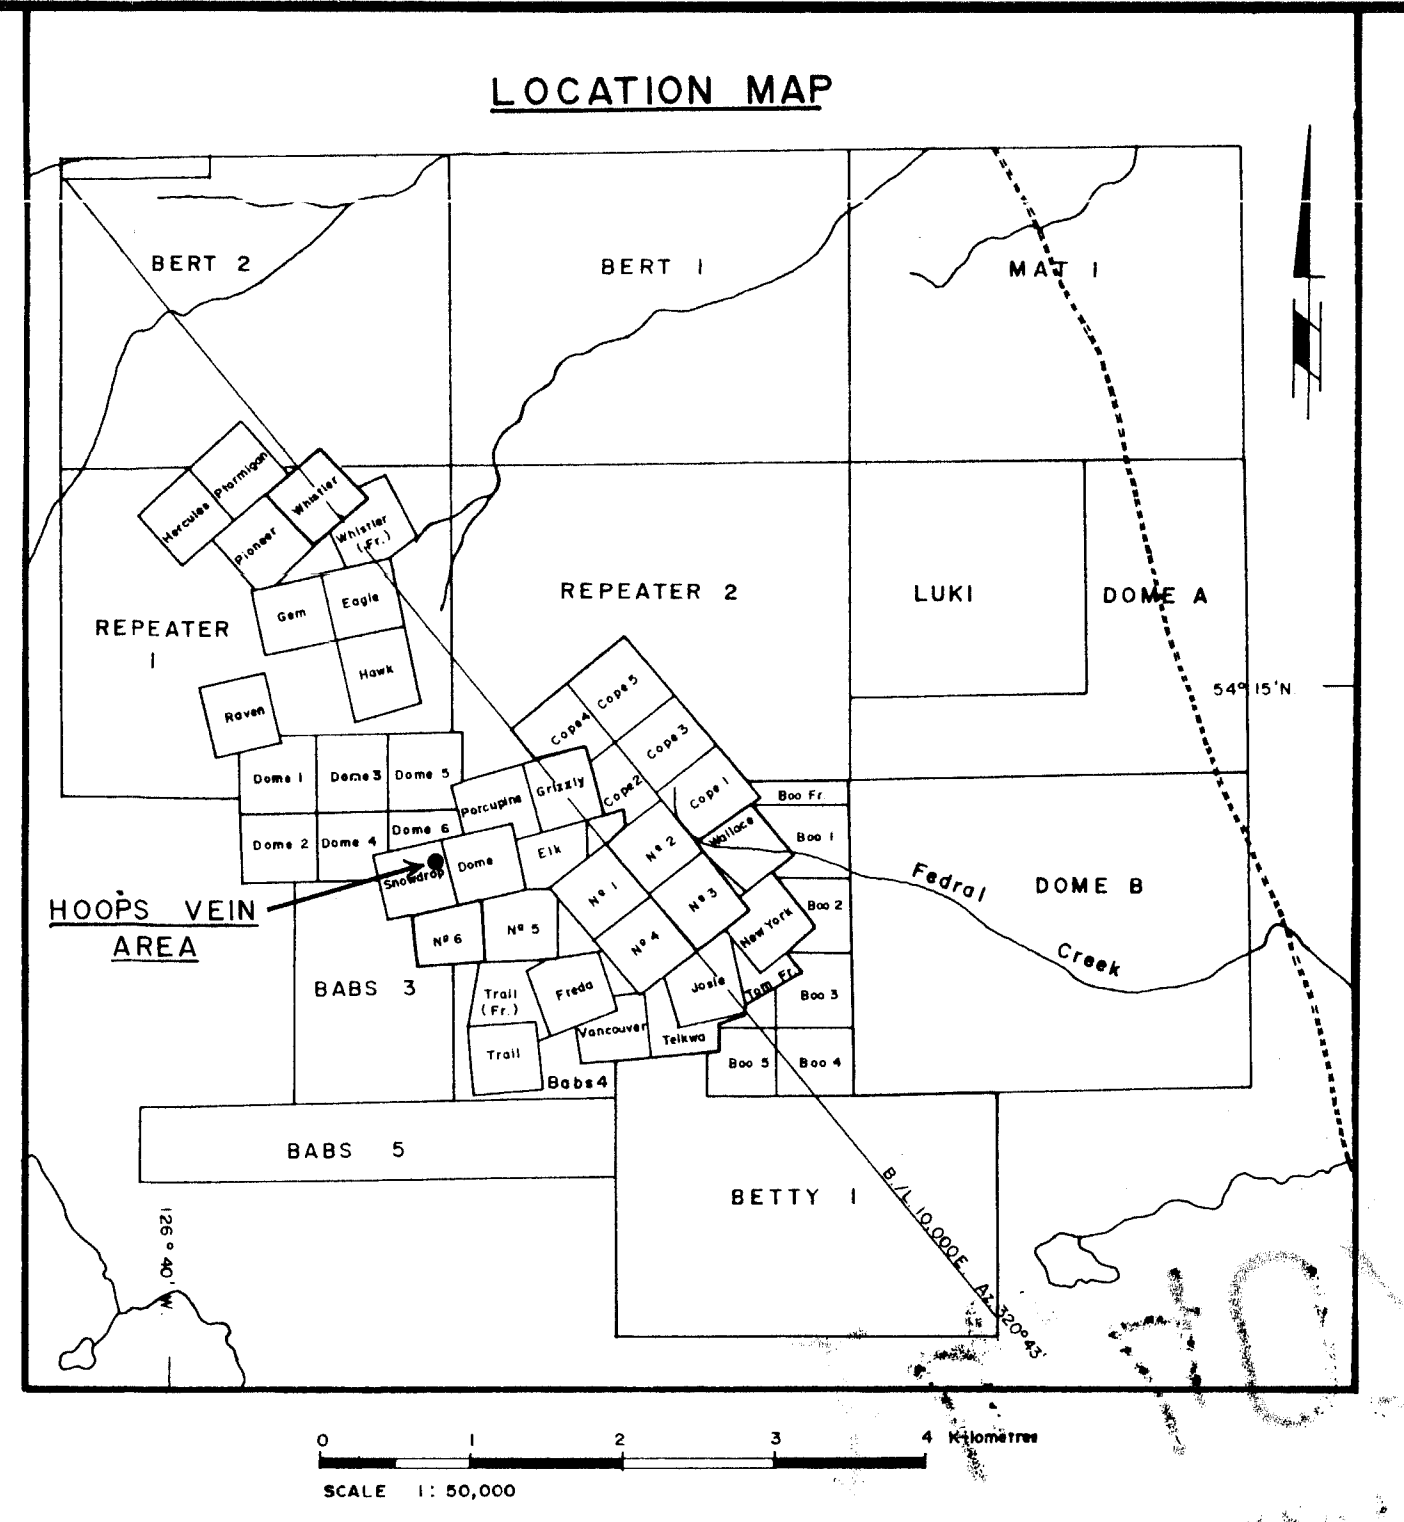 LOCATION MAP
BERT 2
BERT 1
MAT 1
N
Ptarmigan
Hercules
Whistler
Pioneer
Whistler
(Fr.)
REPEATER
1
Gem
Eagle
Hawk
Raven
REPEATER 2
LUKI
DOME A
54° 15'N
Cope 5
Cope 4
Cope 3
Cope 2
Cope 1
Dome 1
Dome 3
Dome 5
Dome 2
Dome 4
Dome 6
Porcupine
Grizzly
Elk
Dome
Snowdrop
Nº 2
Nº 1
Nº 3
Nº 4
Nº 5
Nº 6
Wallace
Boo Fr.
Boo 1
Boo 2
New York
Fedral
Creek
DOME B
HOOPS VEIN
AREA
BABS 3
Trail
(Fr.)
Freda
Josie
Tom Fr.
Boo 3
Vancouver
Telkwa
Trail
Babs 4
Boo 5
Boo 4
BABS 5
BETTY 1
B./L. 10,000E. Az. 320°43'
126° 40' W.
0 1 2 3 4 Kilometres
SCALE 1: 50,000